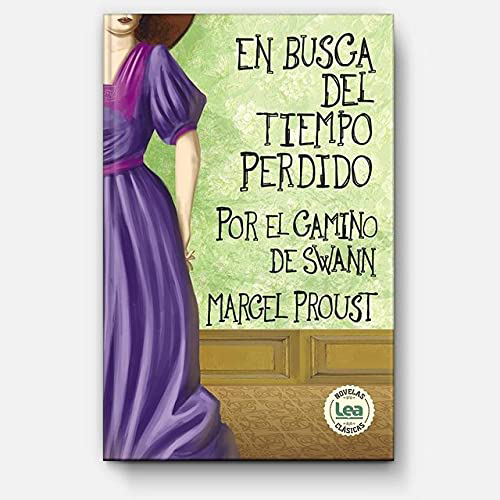 EN BUSCA
DEL
TIEMPO
PERDIDO
POR EL CAMINO
DE SWANN
MARCEL PROUST
NOVELAS
Lea
CLÁSICAS